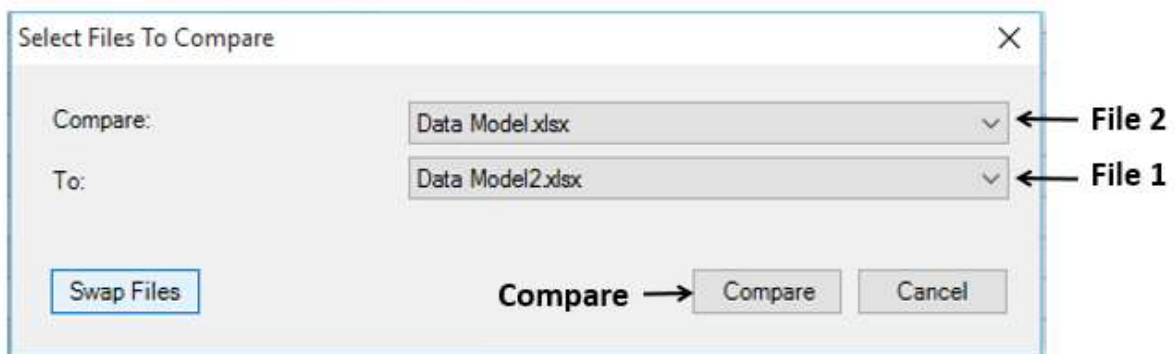 Select Files To Compare
Compare: Data Model.xlsx File 2
To: Data Model2.xlsx File 1
Swap Files Compare Compare Cancel